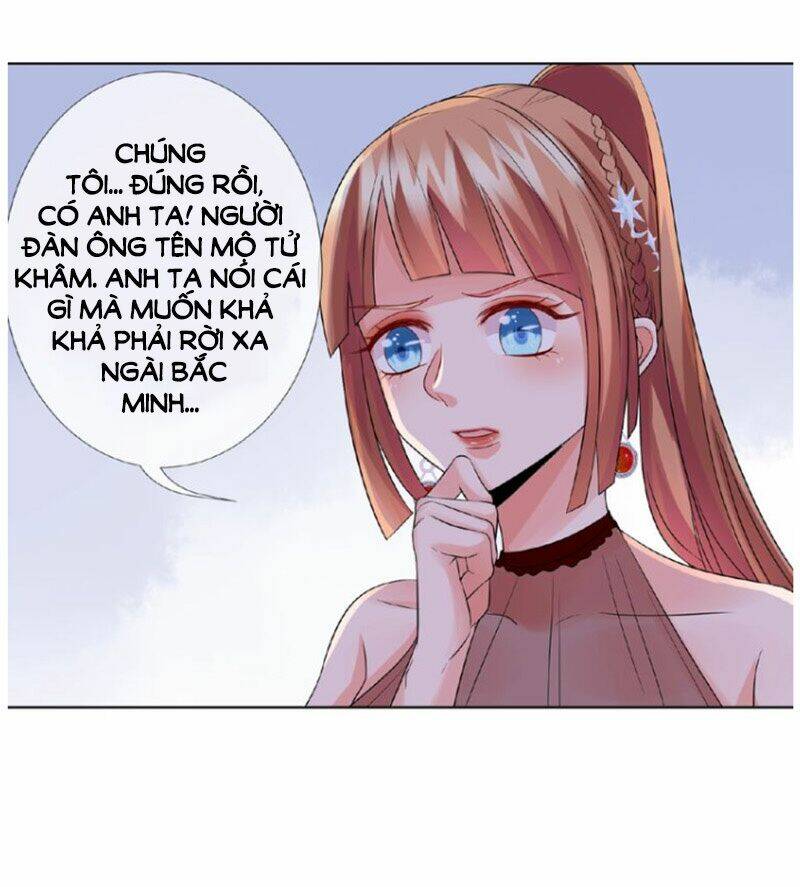 CHÚNG
TÔI... ĐÚNG RỒI,
CÓ ANH TA! NGƯỜI
ĐÀN ÔNG TÊN MỘ TỬ
KHÂM. ANH TA NÓI CÁI
GÌ MÀ MUỐN KHẢ
KHẢ PHẢI RỜI XA
NGÀI BẮC
MINH...